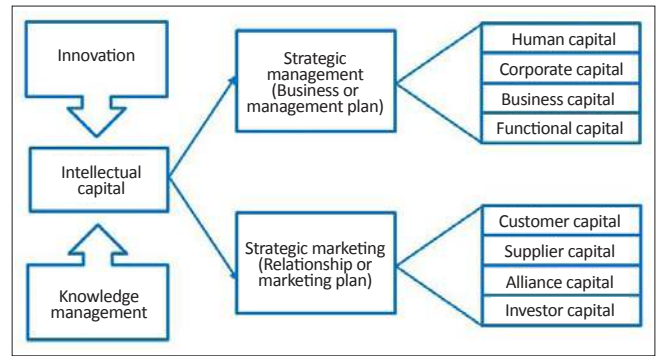 Innovation
Intellectual
capital
Knowledge
management
Strategic
management
(Business or
management plan)
Strategic marketing
(Relationship or
marketing plan)
Human capital
Corporate capital
Business capital
Functional capital
Customer capital
Supplier capital
Alliance capital
Investor capital